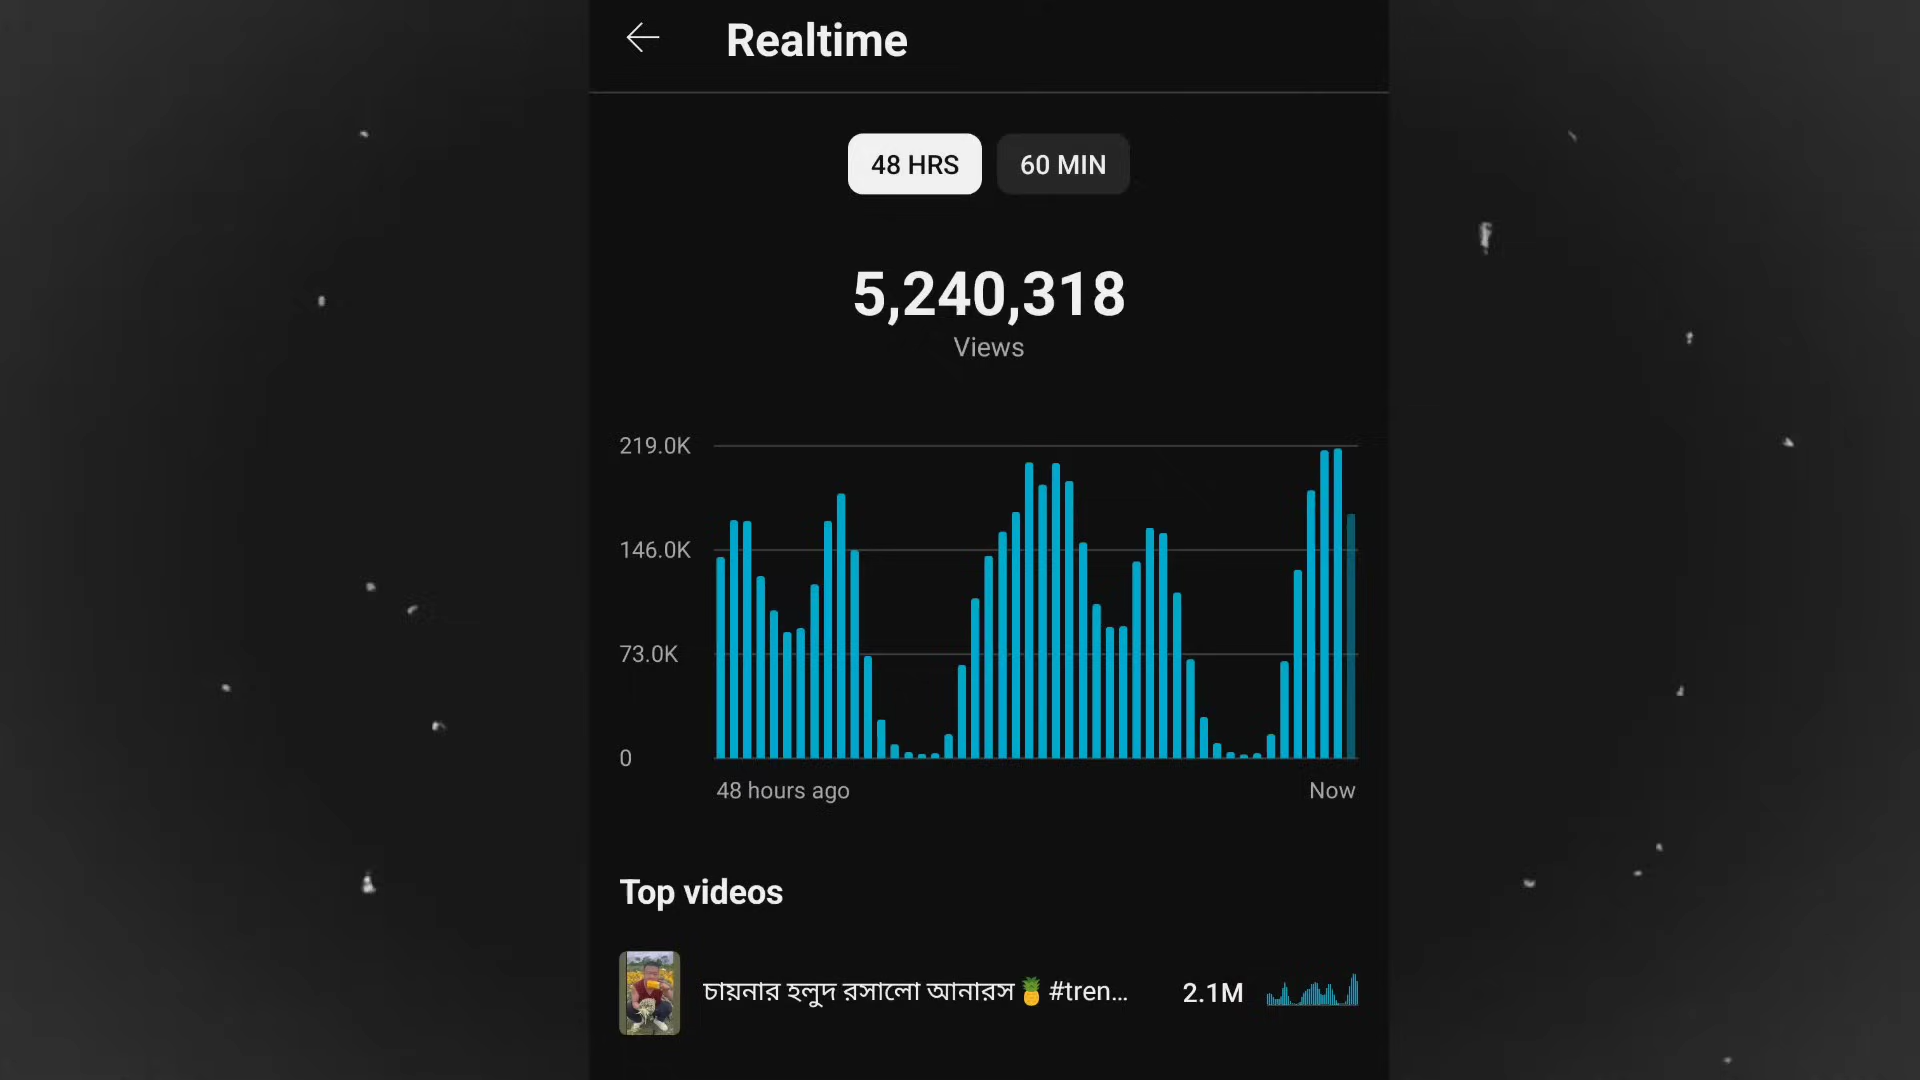 Realtime
48 HRS 60 MIN
5,240,318
Views
219.0K
146.0K
73.0K
0
48 hours ago Now
Top videos
চায়নার হলুদ রসালো আনারস🍍#tren... 2.1M